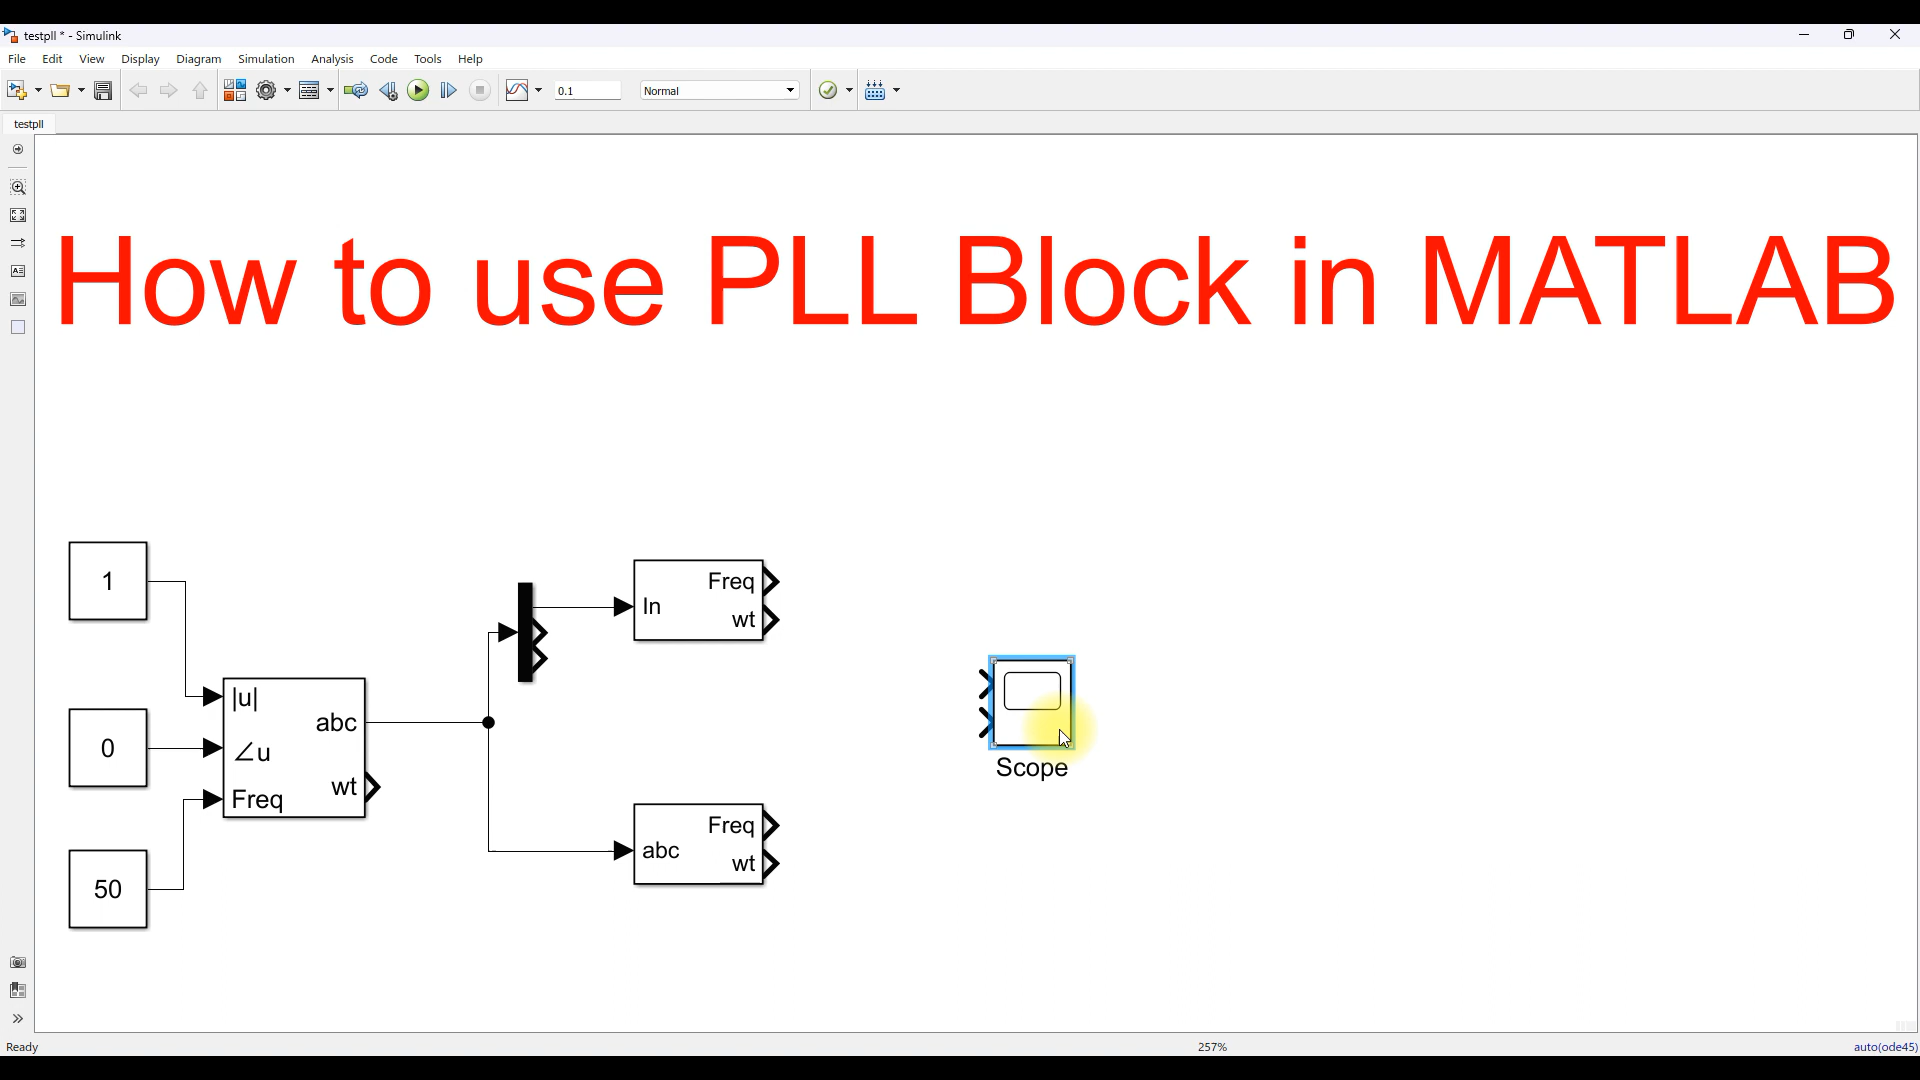 testpll * - Simulink
File Edit View Display Diagram Simulation Analysis Code Tools Help
0.1 Normal
testpll
How to use PLL Block in MATLAB
1
In Freq
wt
|u|
abc
0
∠u
wt
Freq
Scope
abc Freq
wt
50
Ready 257% auto(ode45)